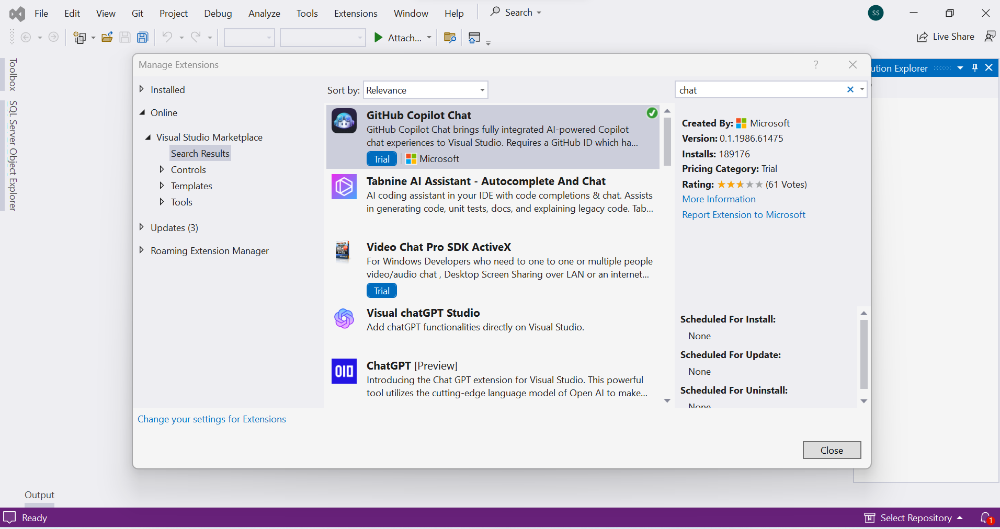 File Edit View Git Project Debug Analyze Tools Extensions Window Help Search SS
Attach... Live Share
Toolbox
SQL Server Object Explorer
Manage Extensions ?
ution Explorer
Installed
Online
Visual Studio Marketplace
Search Results
Controls
Templates
Tools
Updates (3)
Roaming Extension Manager
Sort by: Relevance
chat
GitHub Copilot Chat
GitHub Copilot Chat brings fully integrated AI-powered Copilot
chat experiences to Visual Studio. Requires a GitHub ID which ha...
Trial Microsoft
Tabnine AI Assistant - Autocomplete And Chat
AI coding assistant in your IDE with code completions & chat. Assists
in generating code, unit tests, docs, and explaining legacy code. Tab...
Video Chat Pro SDK ActiveX
For Windows Developers who need to one to one or multiple people
video/audio chat , Desktop Screen Sharing over LAN or an internet...
Trial
Visual chatGPT Studio
Add chatGPT functionalities directly on Visual Studio.
ChatGPT [Preview]
Introducing the Chat GPT extension for Visual Studio. This powerful
tool utilizes the cutting-edge language model of Open AI to make...
Created By: Microsoft
Version: 0.1.1986.61475
Installs: 189176
Pricing Category: Trial
Rating: (61 Votes)
More Information
Report Extension to Microsoft
Scheduled For Install:
None
Scheduled For Update:
None
Scheduled For Uninstall:
None
Change your settings for Extensions
Close
Output
Ready
Select Repository 1